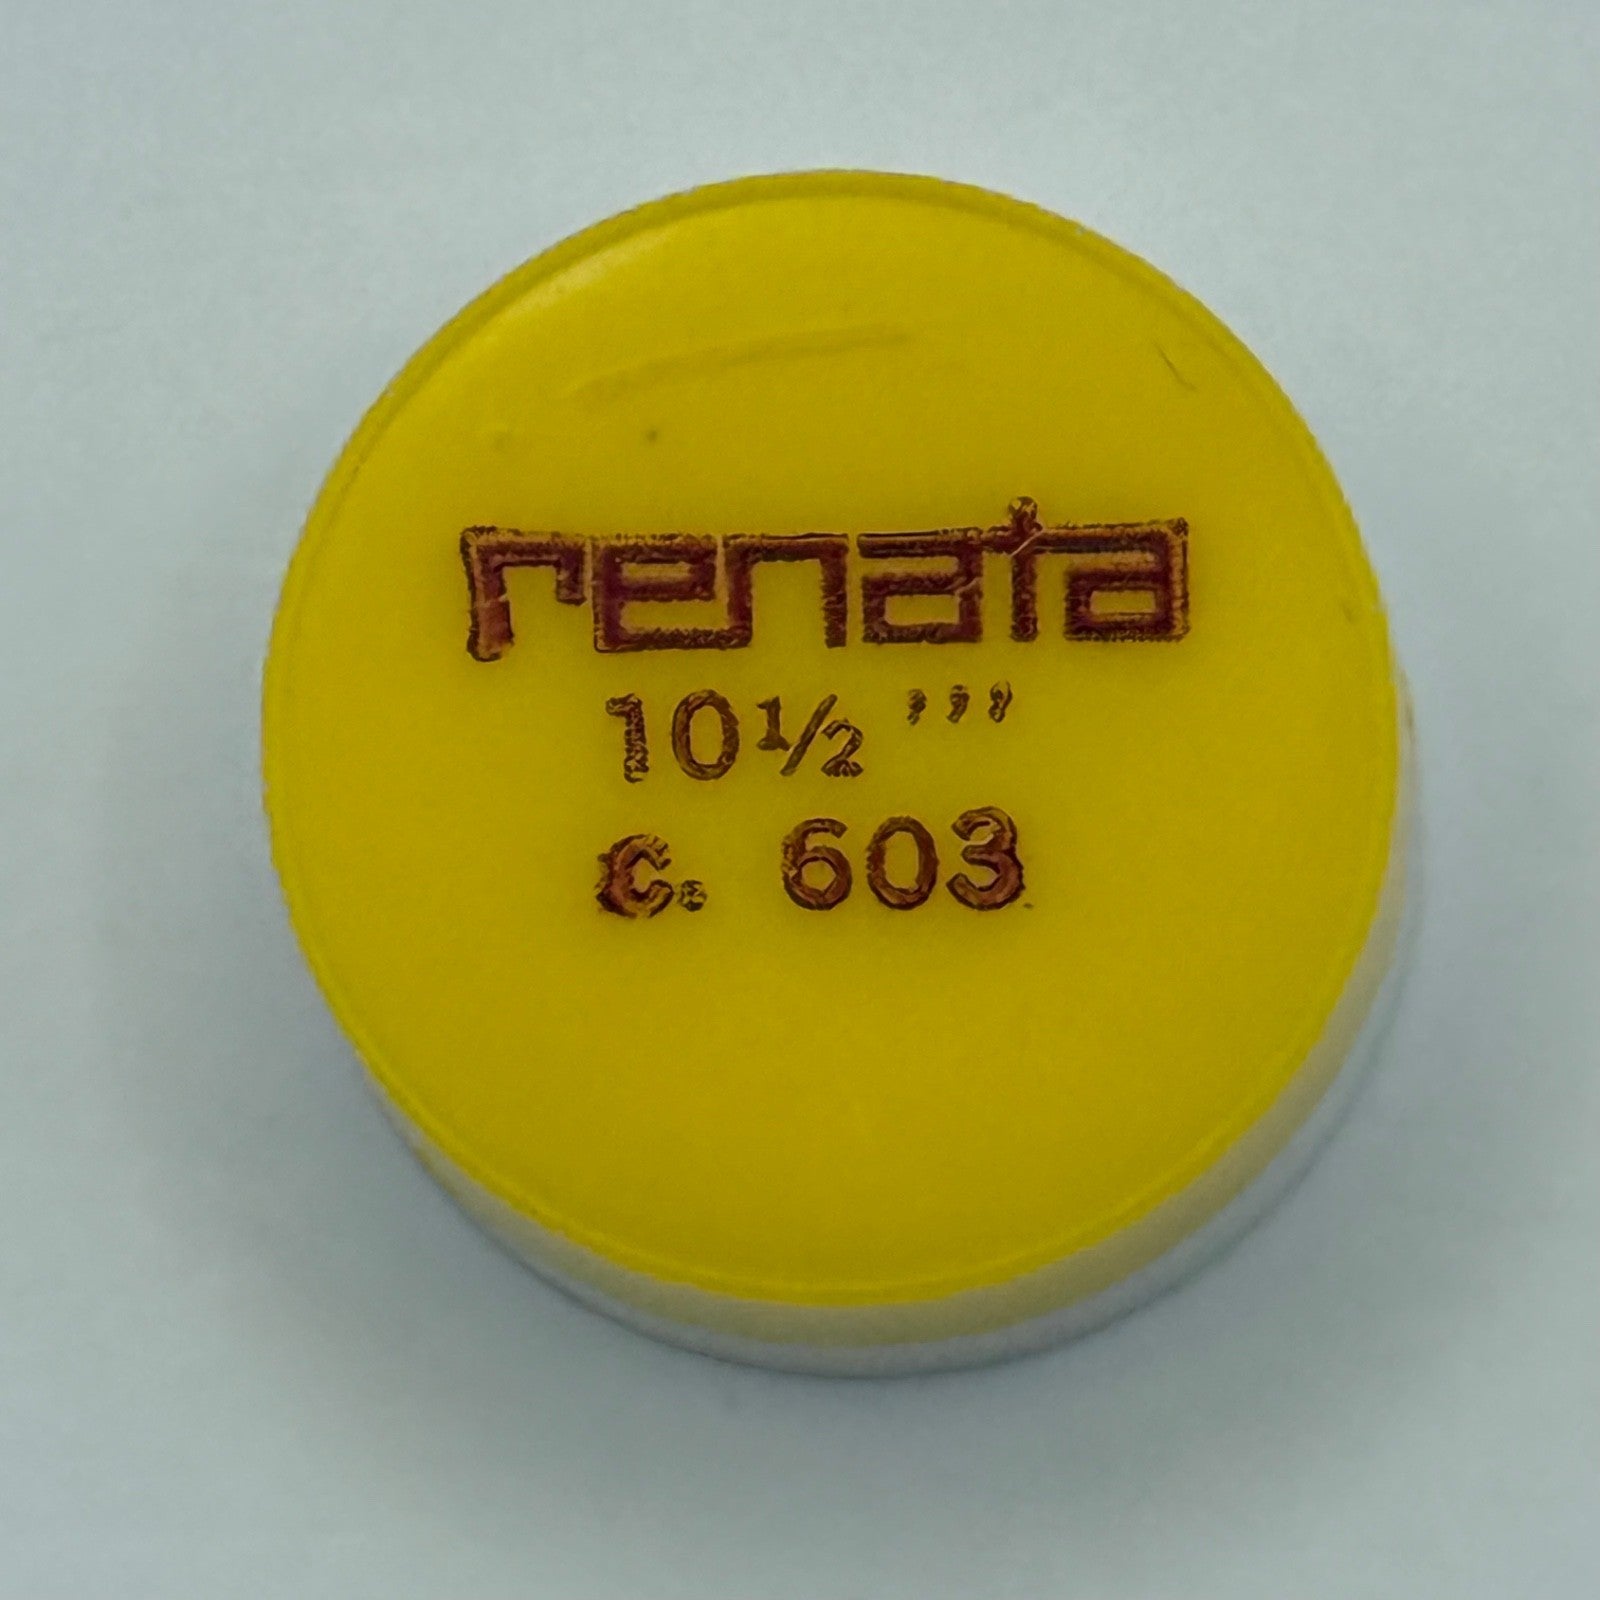 renata
10½ ’’’
c. 603